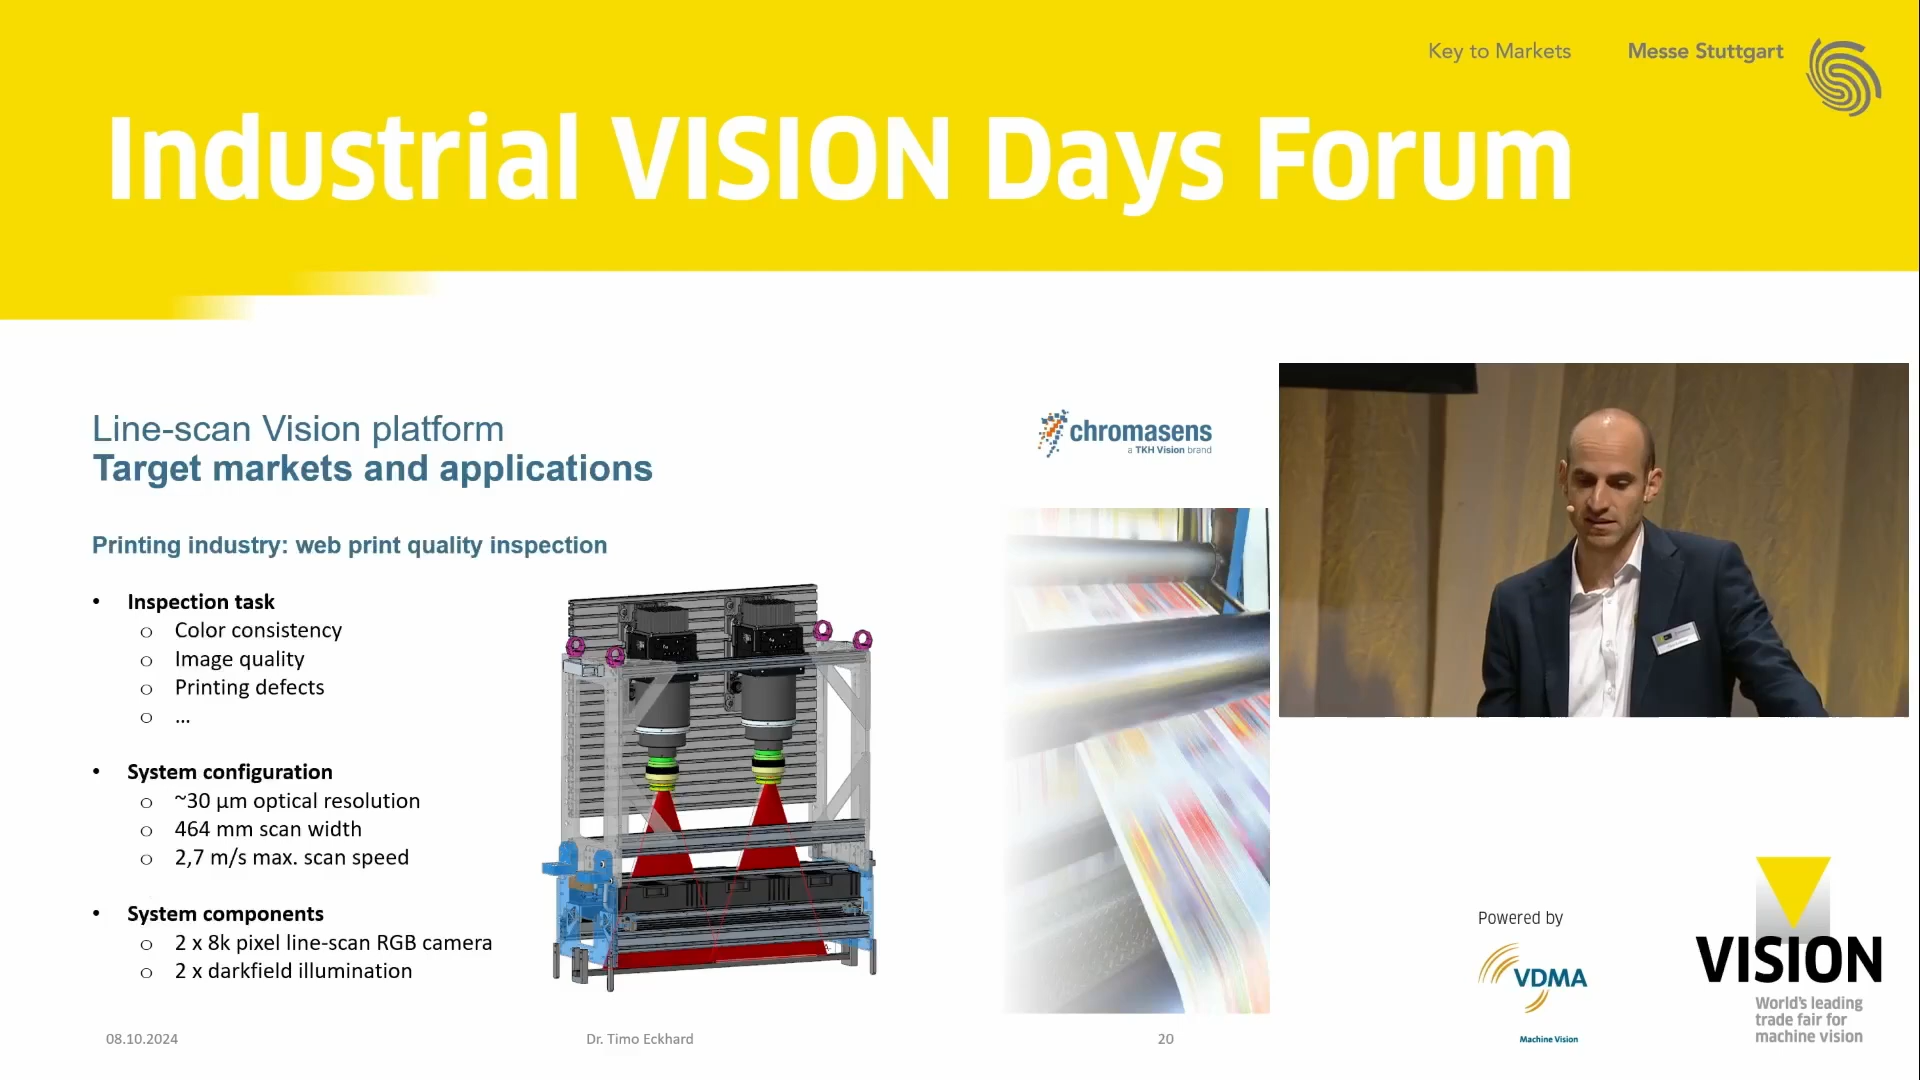 Key to Markets
Messe Stuttgart
Industrial VISION Days Forum
Line-scan Vision platform
Target markets and applications
chromasens
a TKH Vision brand
Printing industry: web print quality inspection
• Inspection task
o Color consistency
o Image quality
o Printing defects
o ...
• System configuration
o ~30 µm optical resolution
o 464 mm scan width
o 2,7 m/s max. scan speed
• System components
o 2 x 8k pixel line-scan RGB camera
o 2 x darkfield illumination
08.10.2024
Dr. Timo Eckhard
20
Powered by
VDMA
Machine Vision
VISION
World's leading
trade fair for
machine vision